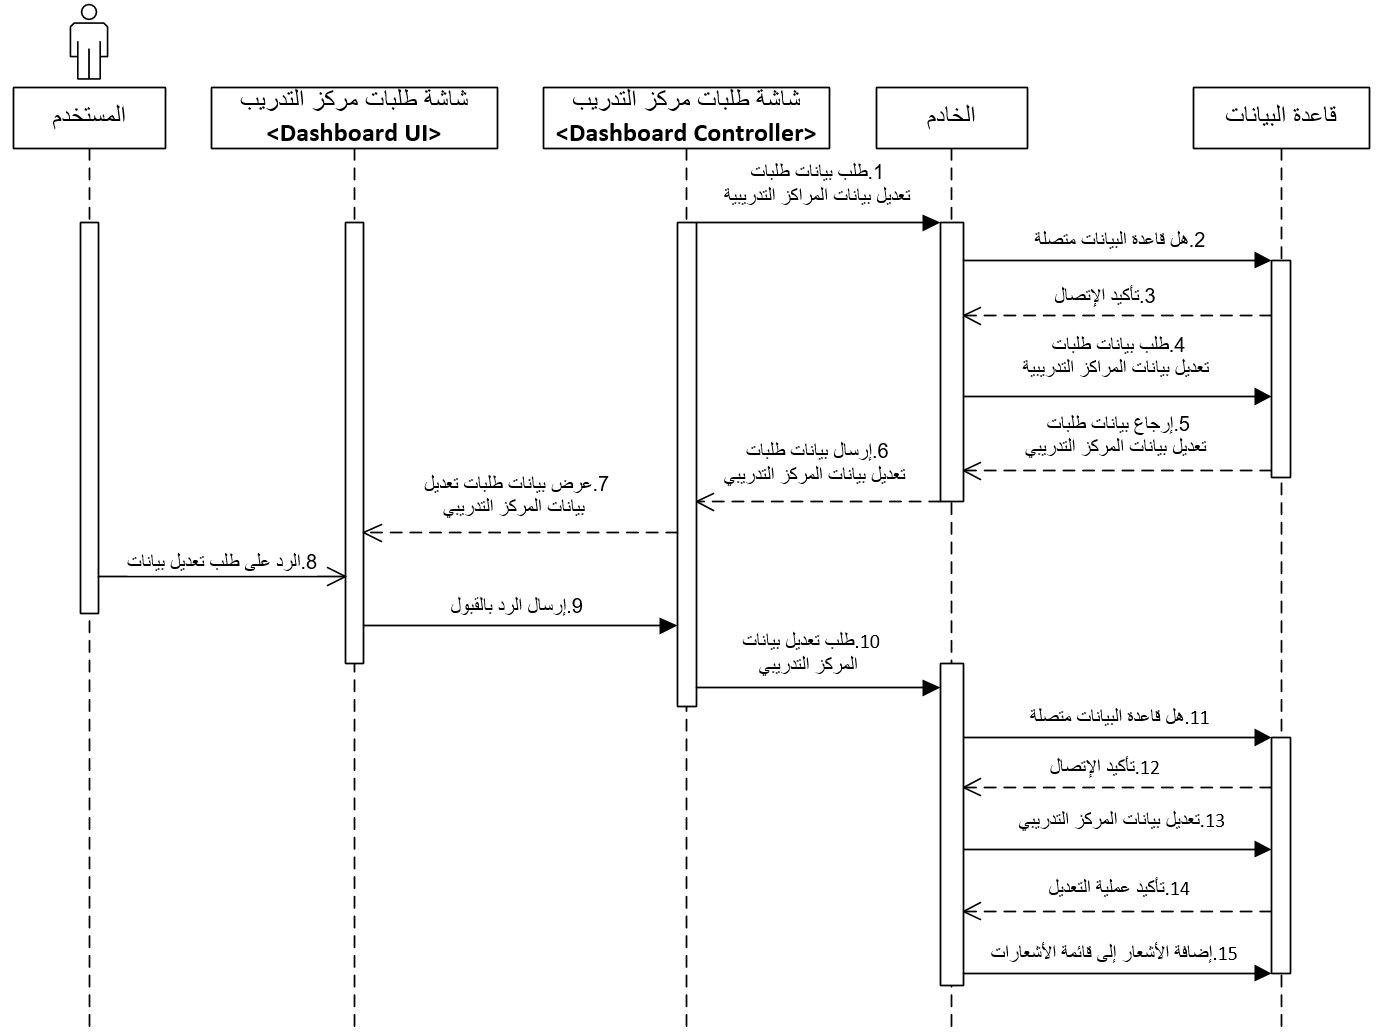 المستخدم
شاشة طلبات مركز التدريب
<Dashboard UI>
شاشة طلبات مركز التدريب
<Dashboard Controller>
الخادم
قاعدة البيانات
1.طلب بيانات طلبات
تعديل بيانات المراكز التدريبية
2.هل قاعدة البيانات متصلة
3.تأكيد الإتصال
4.طلب بيانات طلبات
تعديل بيانات المراكز التدريبية
5.إرجاع بيانات طلبات
تعديل بيانات المركز التدريبي
6.إرسال بيانات طلبات
تعديل بيانات المركز التدريبي
7.عرض بيانات طلبات تعديل
بيانات المركز التدريبي
8.الرد على طلب تعديل بيانات
9.إرسال الرد بالقبول
10.طلب تعديل بيانات
المركز التدريبي
11.هل قاعدة البيانات متصلة
12.تأكيد الإتصال
13.تعديل بيانات المركز التدريبي
14.تأكيد عملية التعديل
15.إضافة الأشعار إلى قائمة الأشعارات